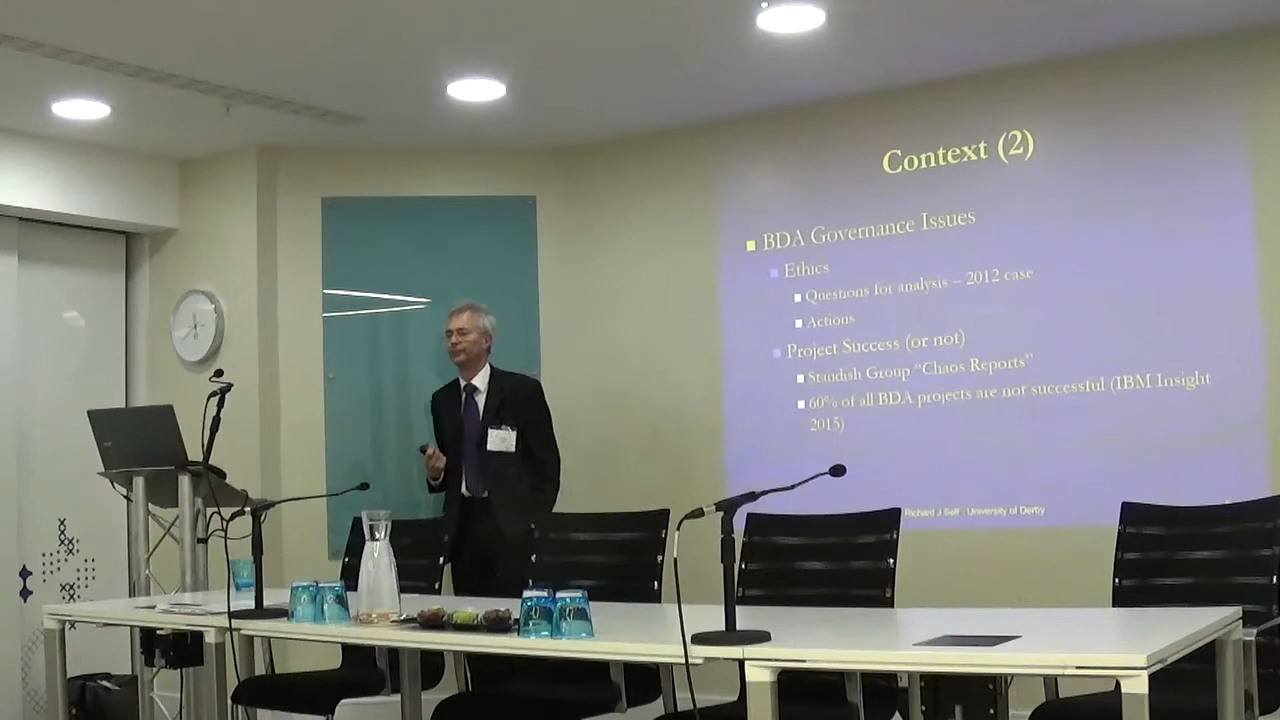 Context (2)
BDA Governance Issues
Ethics
Questions for analysis – 2012 case
Actions
Project Success (or not)
Standish Group "Chaos Reports"
60% of all BDA projects are not successful (IBM Insight
2015)
Richard J Self - University of Derby